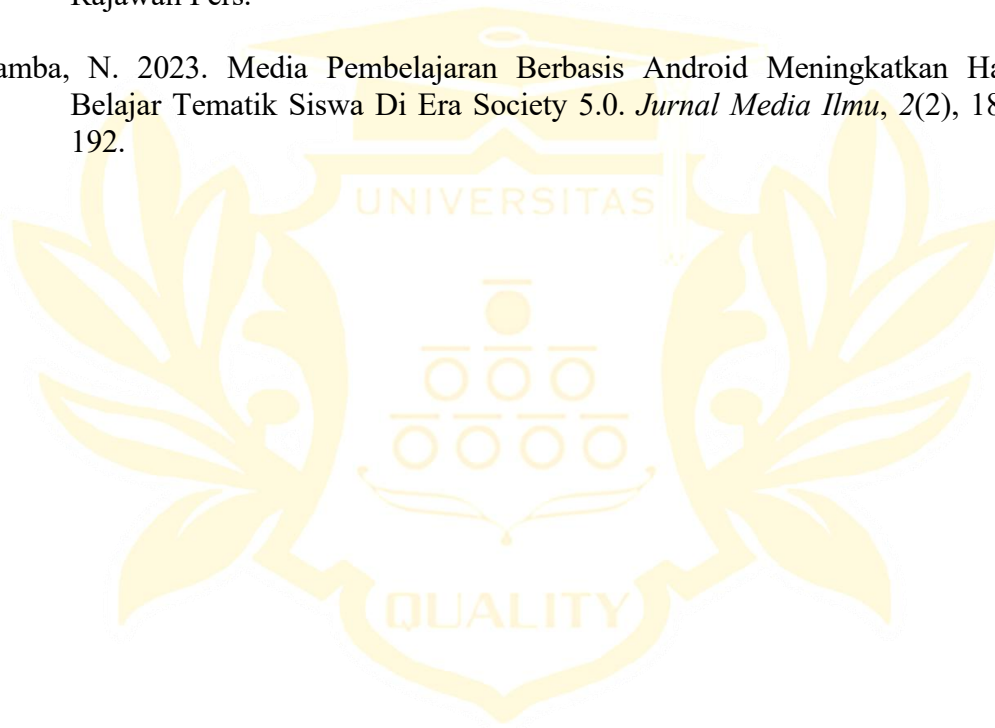 Rajawali Pers.
amba, N. 2023. Media Pembelajaran Berbasis Android Meningkatkan Ha
Belajar Tematik Siswa Di Era Society 5.0. Jurnal Media Ilmu, 2(2), 18
192.
UNIVERSITAS
QUALITY